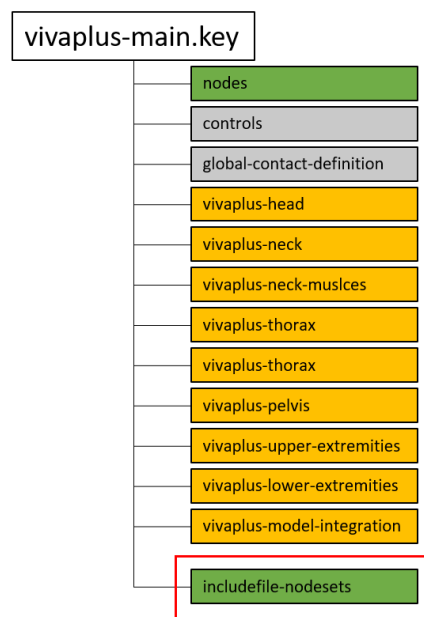 vivaplus-main.key
nodes
controls
global-contact-definition
vivaplus-head
vivaplus-neck
vivaplus-neck-muslces
vivaplus-thorax
vivaplus-thorax
vivaplus-pelvis
vivaplus-upper-extremities
vivaplus-lower-extremities
vivaplus-model-integration
includefile-nodesets